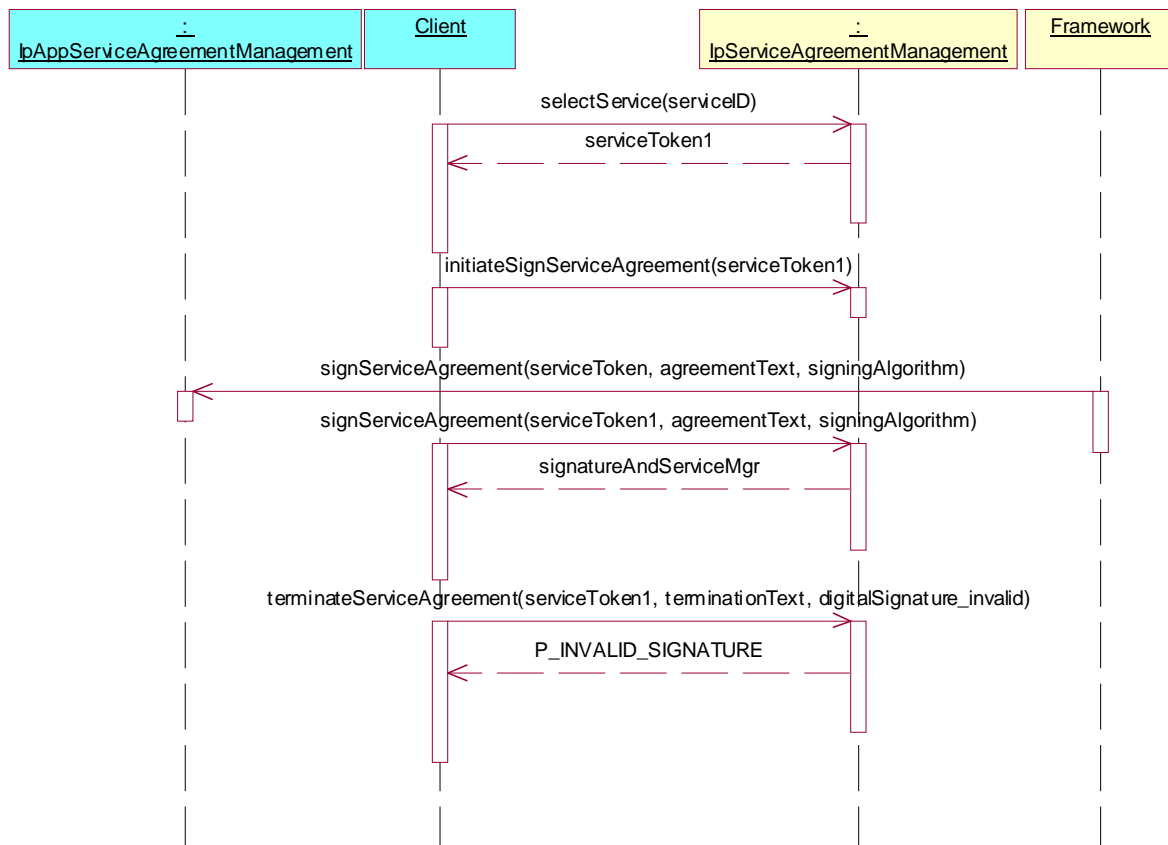 :
IpAppServiceAgreementManagement
Client
:
IpServiceAgreementManagement
Framework
selectService(serviceID)
serviceToken1
initiateSignServiceAgreement(serviceToken1)
signServiceAgreement(serviceToken, agreementText, signingAlgorithm)
signServiceAgreement(serviceToken1, agreementText, signingAlgorithm)
signatureAndServiceMgr
terminateServiceAgreement(serviceToken1, terminationText, digitalSignature_invalid)
P_INVALID_SIGNATURE